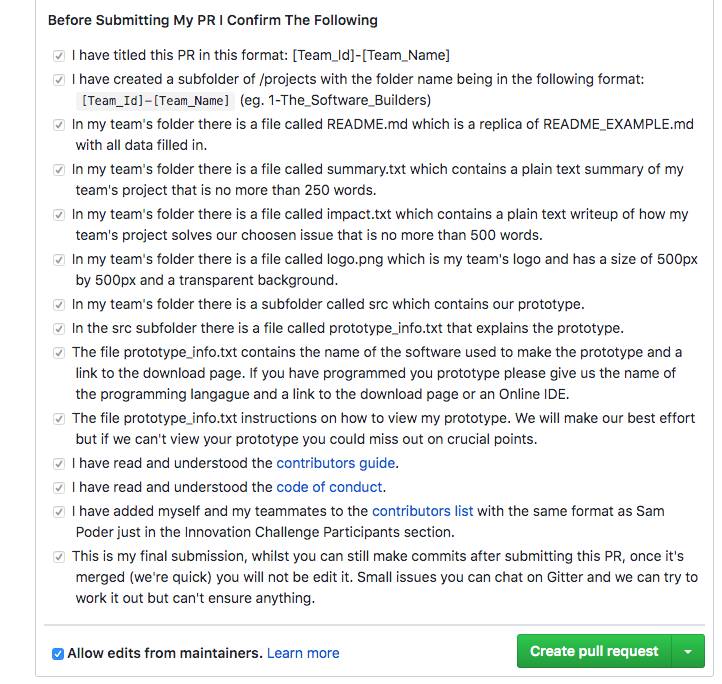 Before Submitting My PR I Confirm The Following
I have titled this PR in this format: [Team_Id]-[Team_Name]
I have created a subfolder of /projects with the folder name being in the following format:
[Team_Id]-[Team_Name] (eg. 1-The_Software_Builders)
In my team's folder there is a file called README.md which is a replica of README_EXAMPLE.md
with all data filled in.
In my team's folder there is a file called summary.txt which contains a plain text summary of my
team's project that is no more than 250 words.
In my team's folder there is a file called impact.txt which contains a plain text writeup of how my
team's project solves our choosen issue that is no more than 500 words.
In my team's folder there is a file called logo.png which is my team's logo and has a size of 500px
by 500px and a transparent background.
In my team's folder there is a subfolder called src which contains our prototype.
In the src subfolder there is a file called prototype_info.txt that explains the prototype.
The file prototype_info.txt contains the name of the software used to make the prototype and a
link to the download page. If you have programmed you prototype please give us the name of
the programming langague and a link to the download page or an Online IDE.
The file prototype_info.txt instructions on how to view my prototype. We will make our best effort
but if we can't view your prototype you could miss out on crucial points.
I have read and understood the contributors guide.
I have read and understood the code of conduct.
I have added myself and my teammates to the contributors list with the same format as Sam
Poder just in the Innovation Challenge Participants section.
This is my final submission, whilst you can still make commits after submitting this PR, once it's
merged (we're quick) you will not be edit it. Small issues you can chat on Gitter and we can try to
work it out but can't ensure anything.
Allow edits from maintainers. Learn more
Create pull request